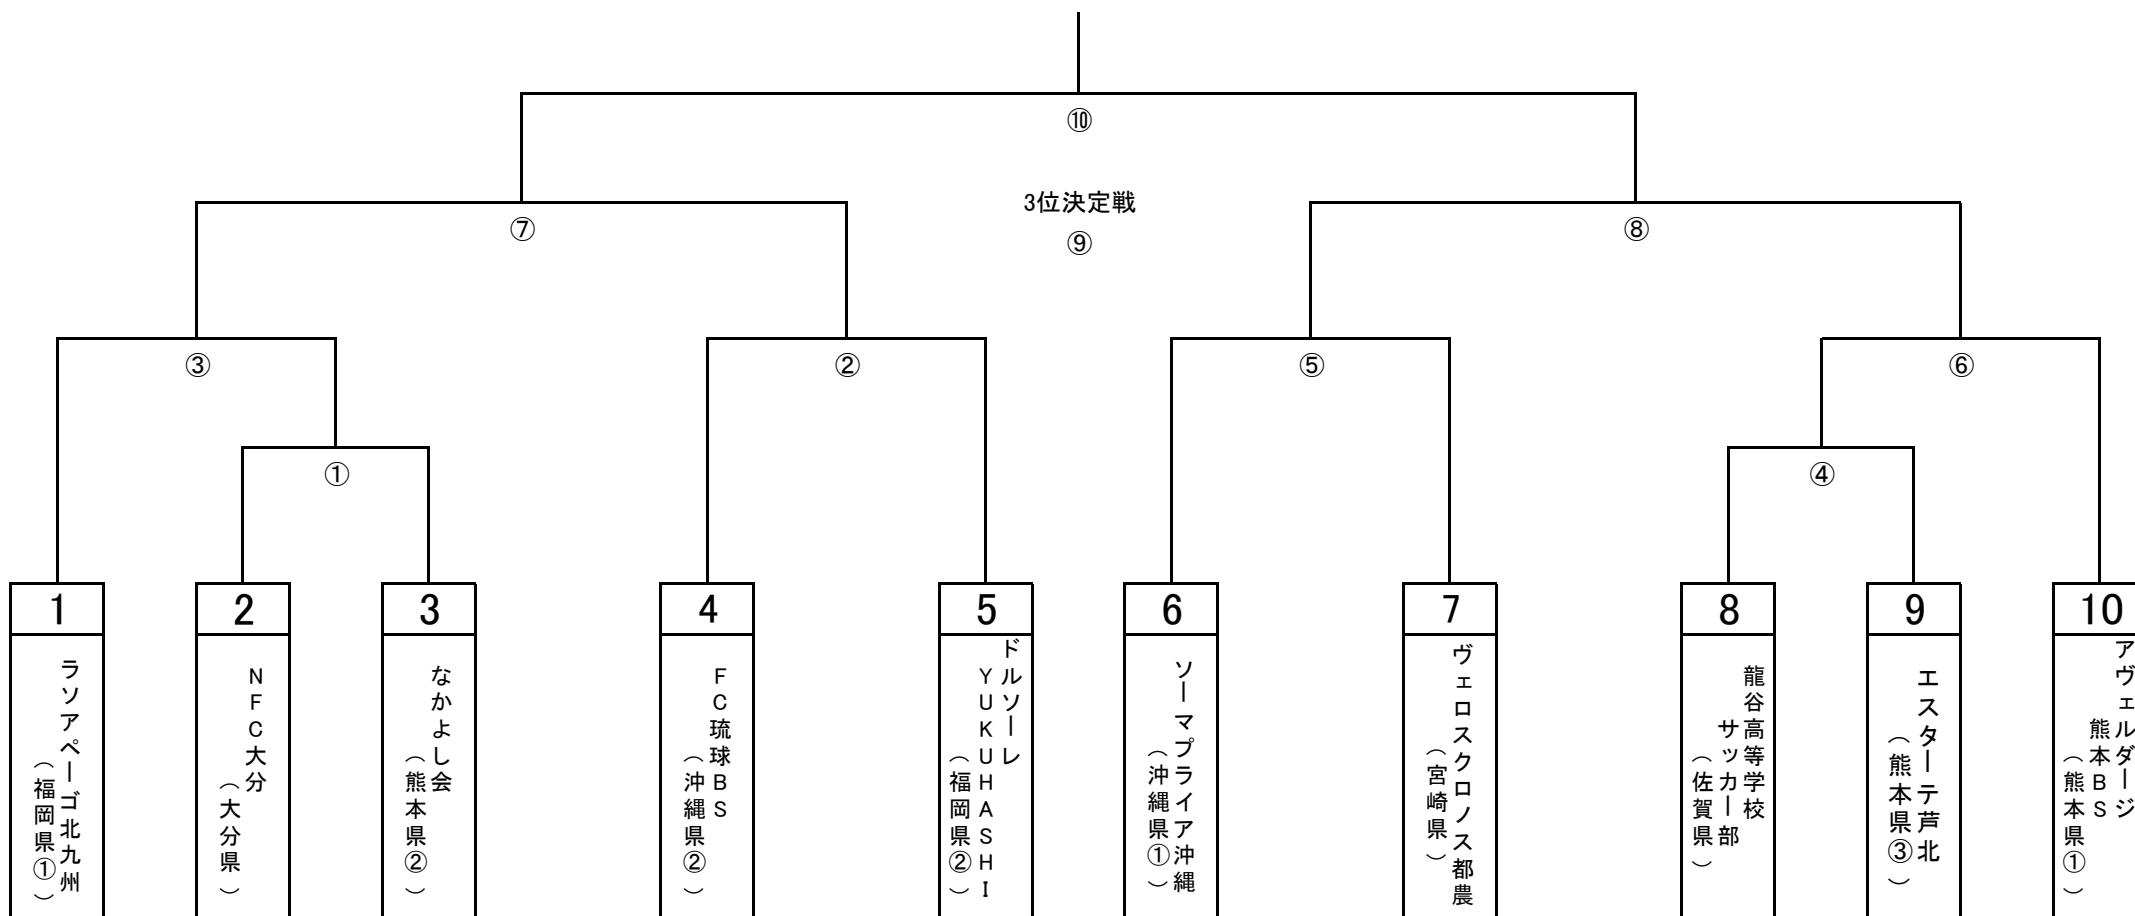 ⑩
3位決定戦
⑨
⑦
⑧
③
②
⑤
⑥
①
④
1
ラソアペーゴ北九州
（福岡県①）
2
NFC大分
（大分県）
3
なかよし会
（熊本県②）
4
FC琉球BS
（沖縄県②）
5
ドルソーレ
YUKUHASHI
（福岡県②）
6
ソーマプライア沖縄
（沖縄県①）
7
ヴェロスクロノス都農
（宮崎県）
8
龍谷高等学校
サッカー部
（佐賀県）
9
エスターテ芦北
（熊本県③）
10
アヴェルダージ
熊本BS
（熊本県①）